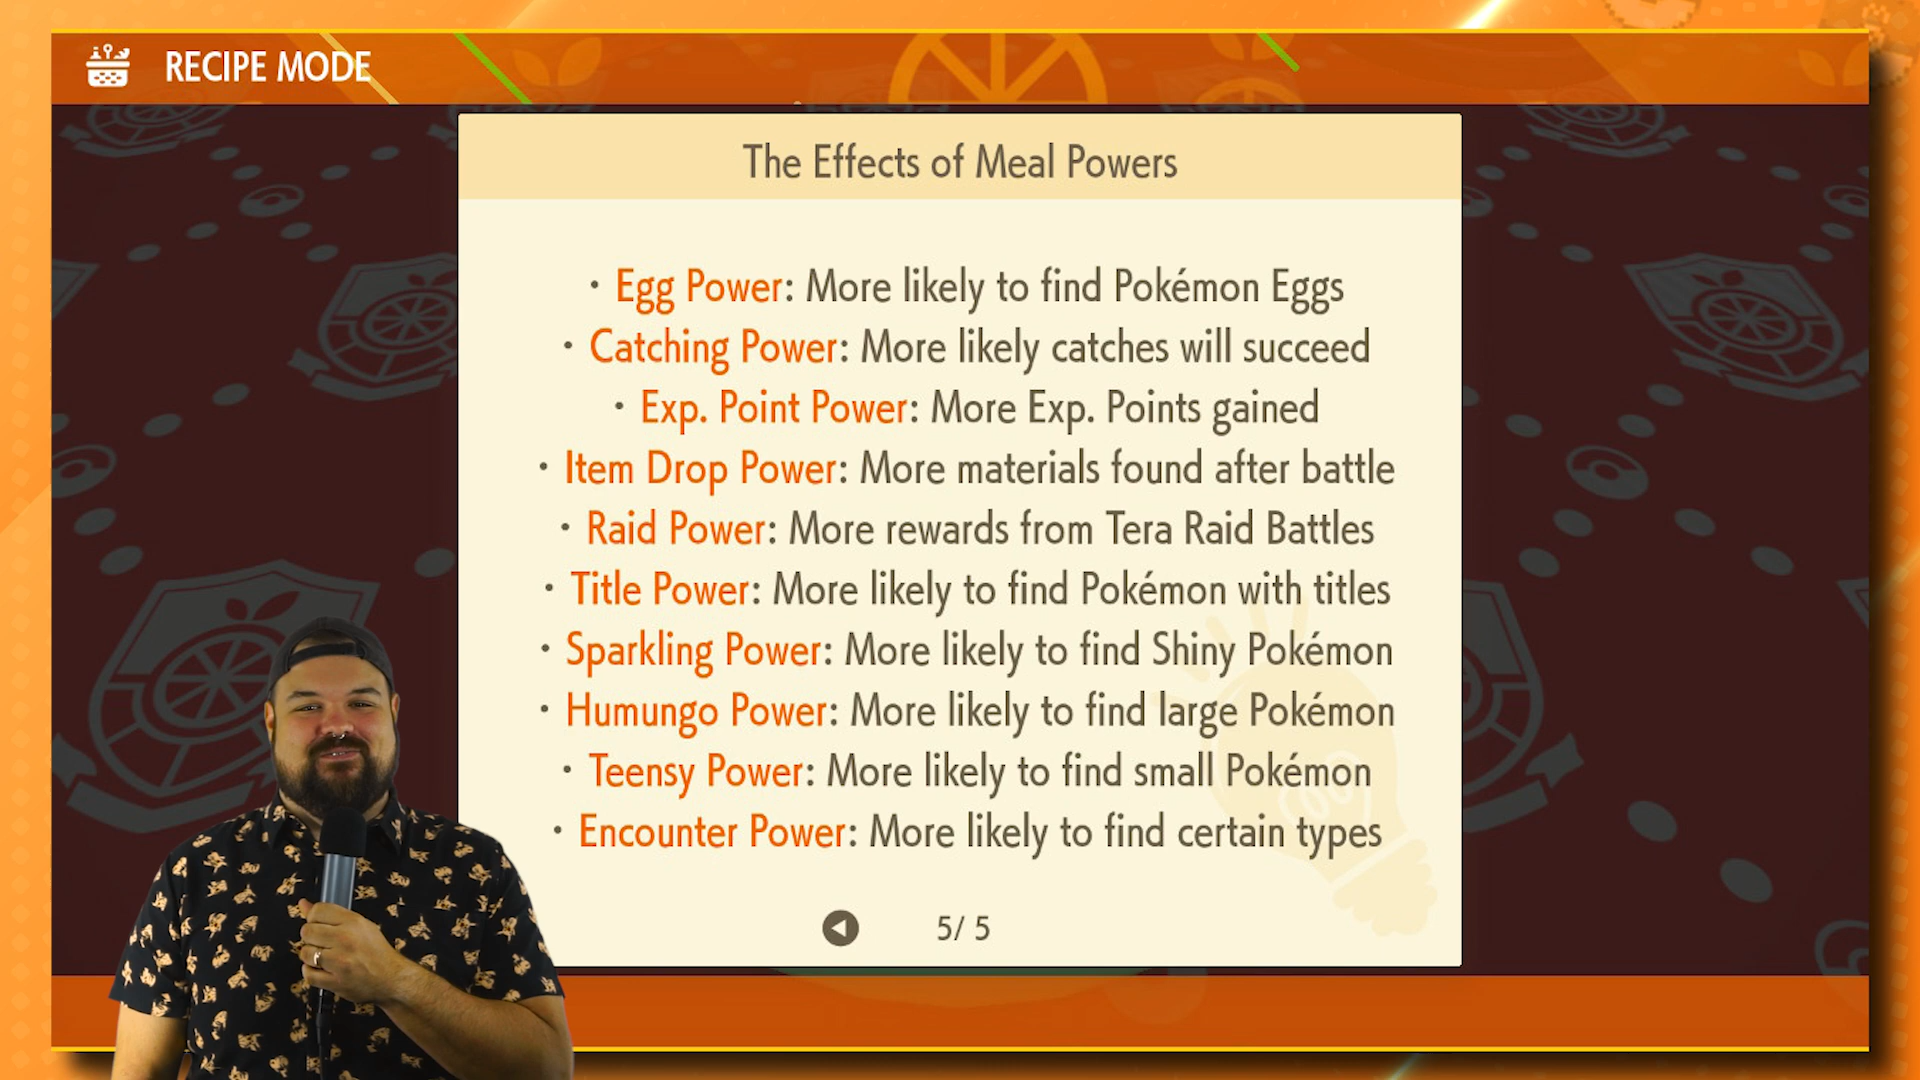 RECIPE MODE
The Effects of Meal Powers
· Egg Power: More likely to find Pokémon Eggs
· Catching Power: More likely catches will succeed
· Exp. Point Power: More Exp. Points gained
· Item Drop Power: More materials found after battle
· Raid Power: More rewards from Tera Raid Battles
· Title Power: More likely to find Pokémon with titles
· Sparkling Power: More likely to find Shiny Pokémon
· Humungo Power: More likely to find large Pokémon
· Teensy Power: More likely to find small Pokémon
· Encounter Power: More likely to find certain types
5/ 5